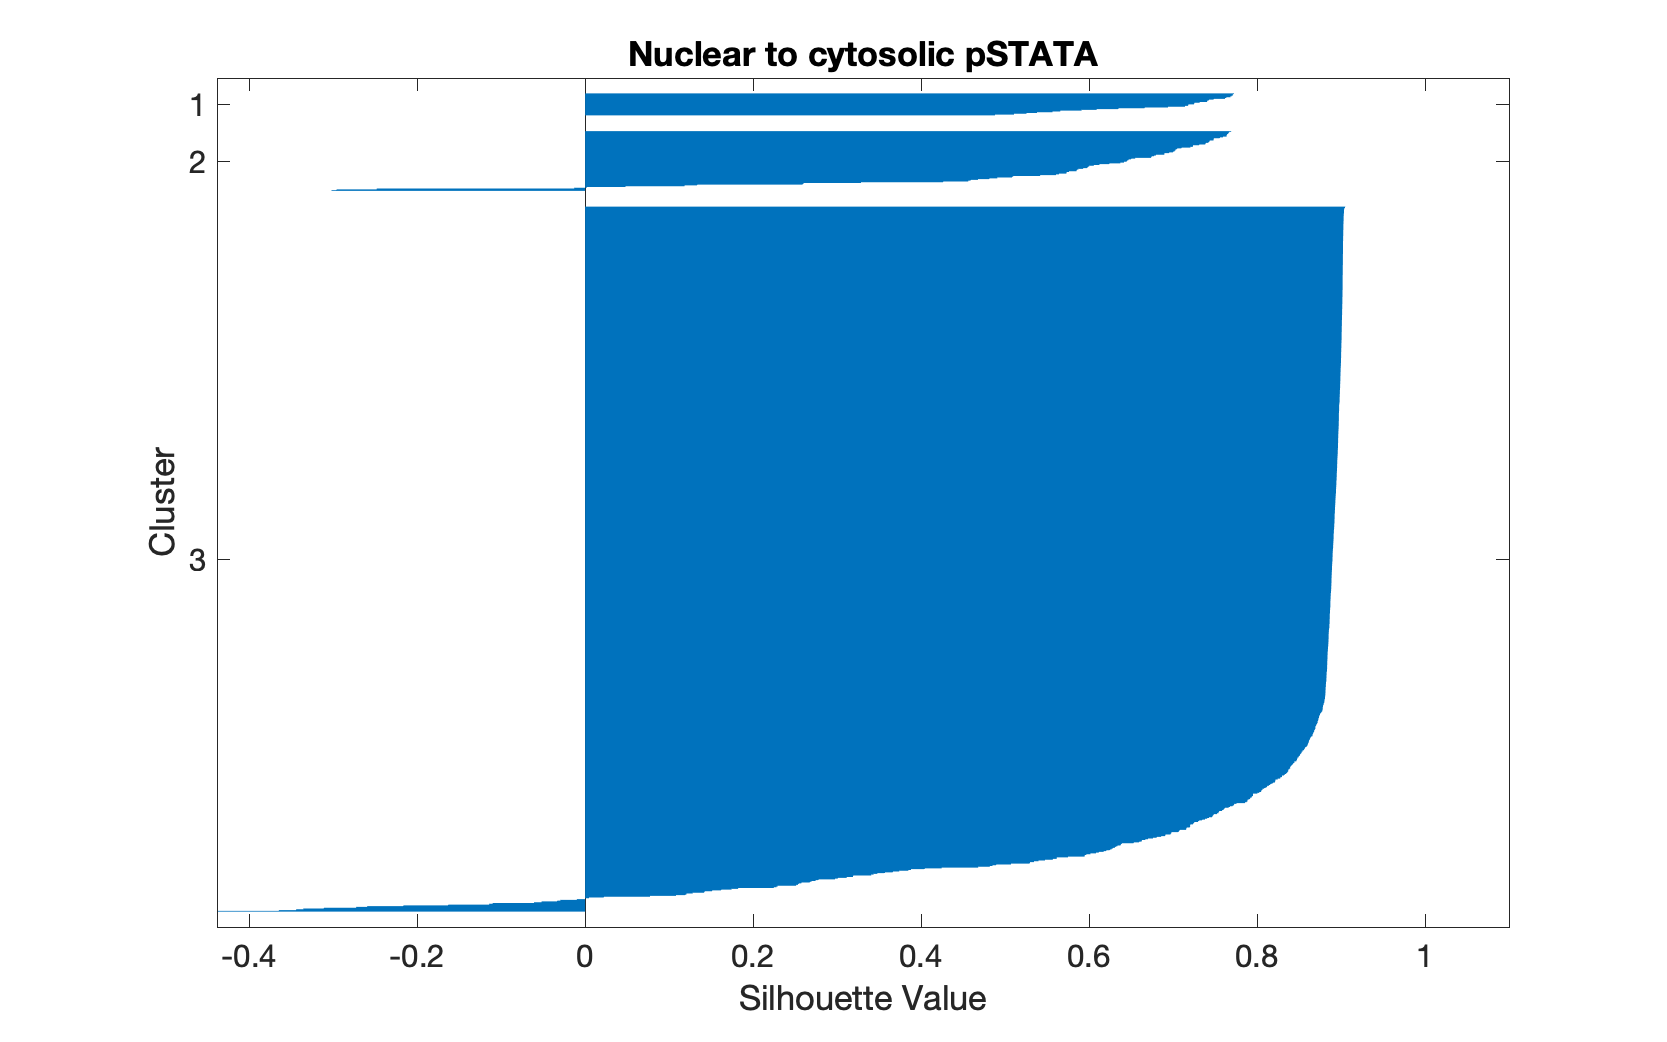 Nuclear to cytosolic pSTATA
1
2
3
Cluster
-0.4 -0.2 0 0.2 0.4 0.6 0.8 1
Silhouette Value